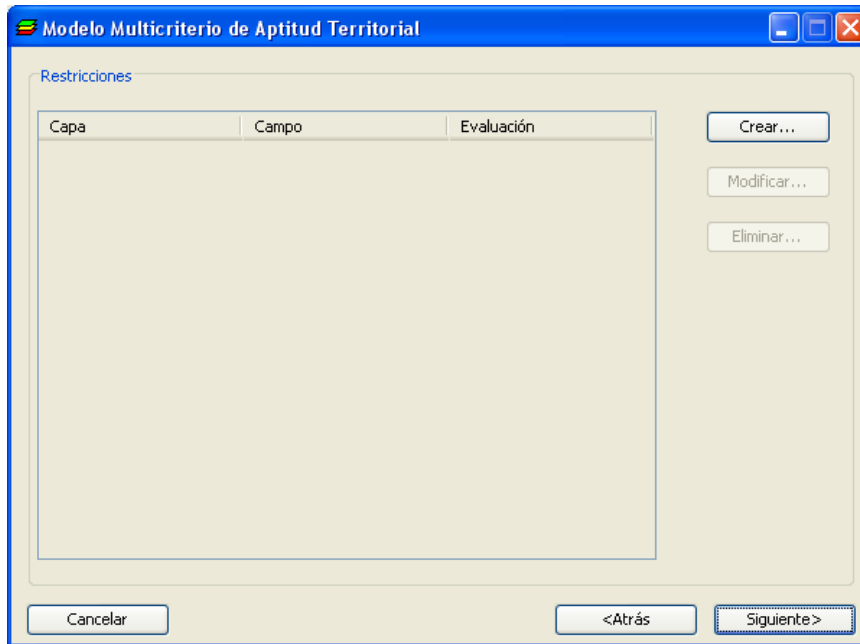 Modelo Multicriterio de Aptitud Territorial
Restricciones
Capa Campo Evaluación
Crear...
Modificar...
Eliminar...
Cancelar <Atrás Siguiente>